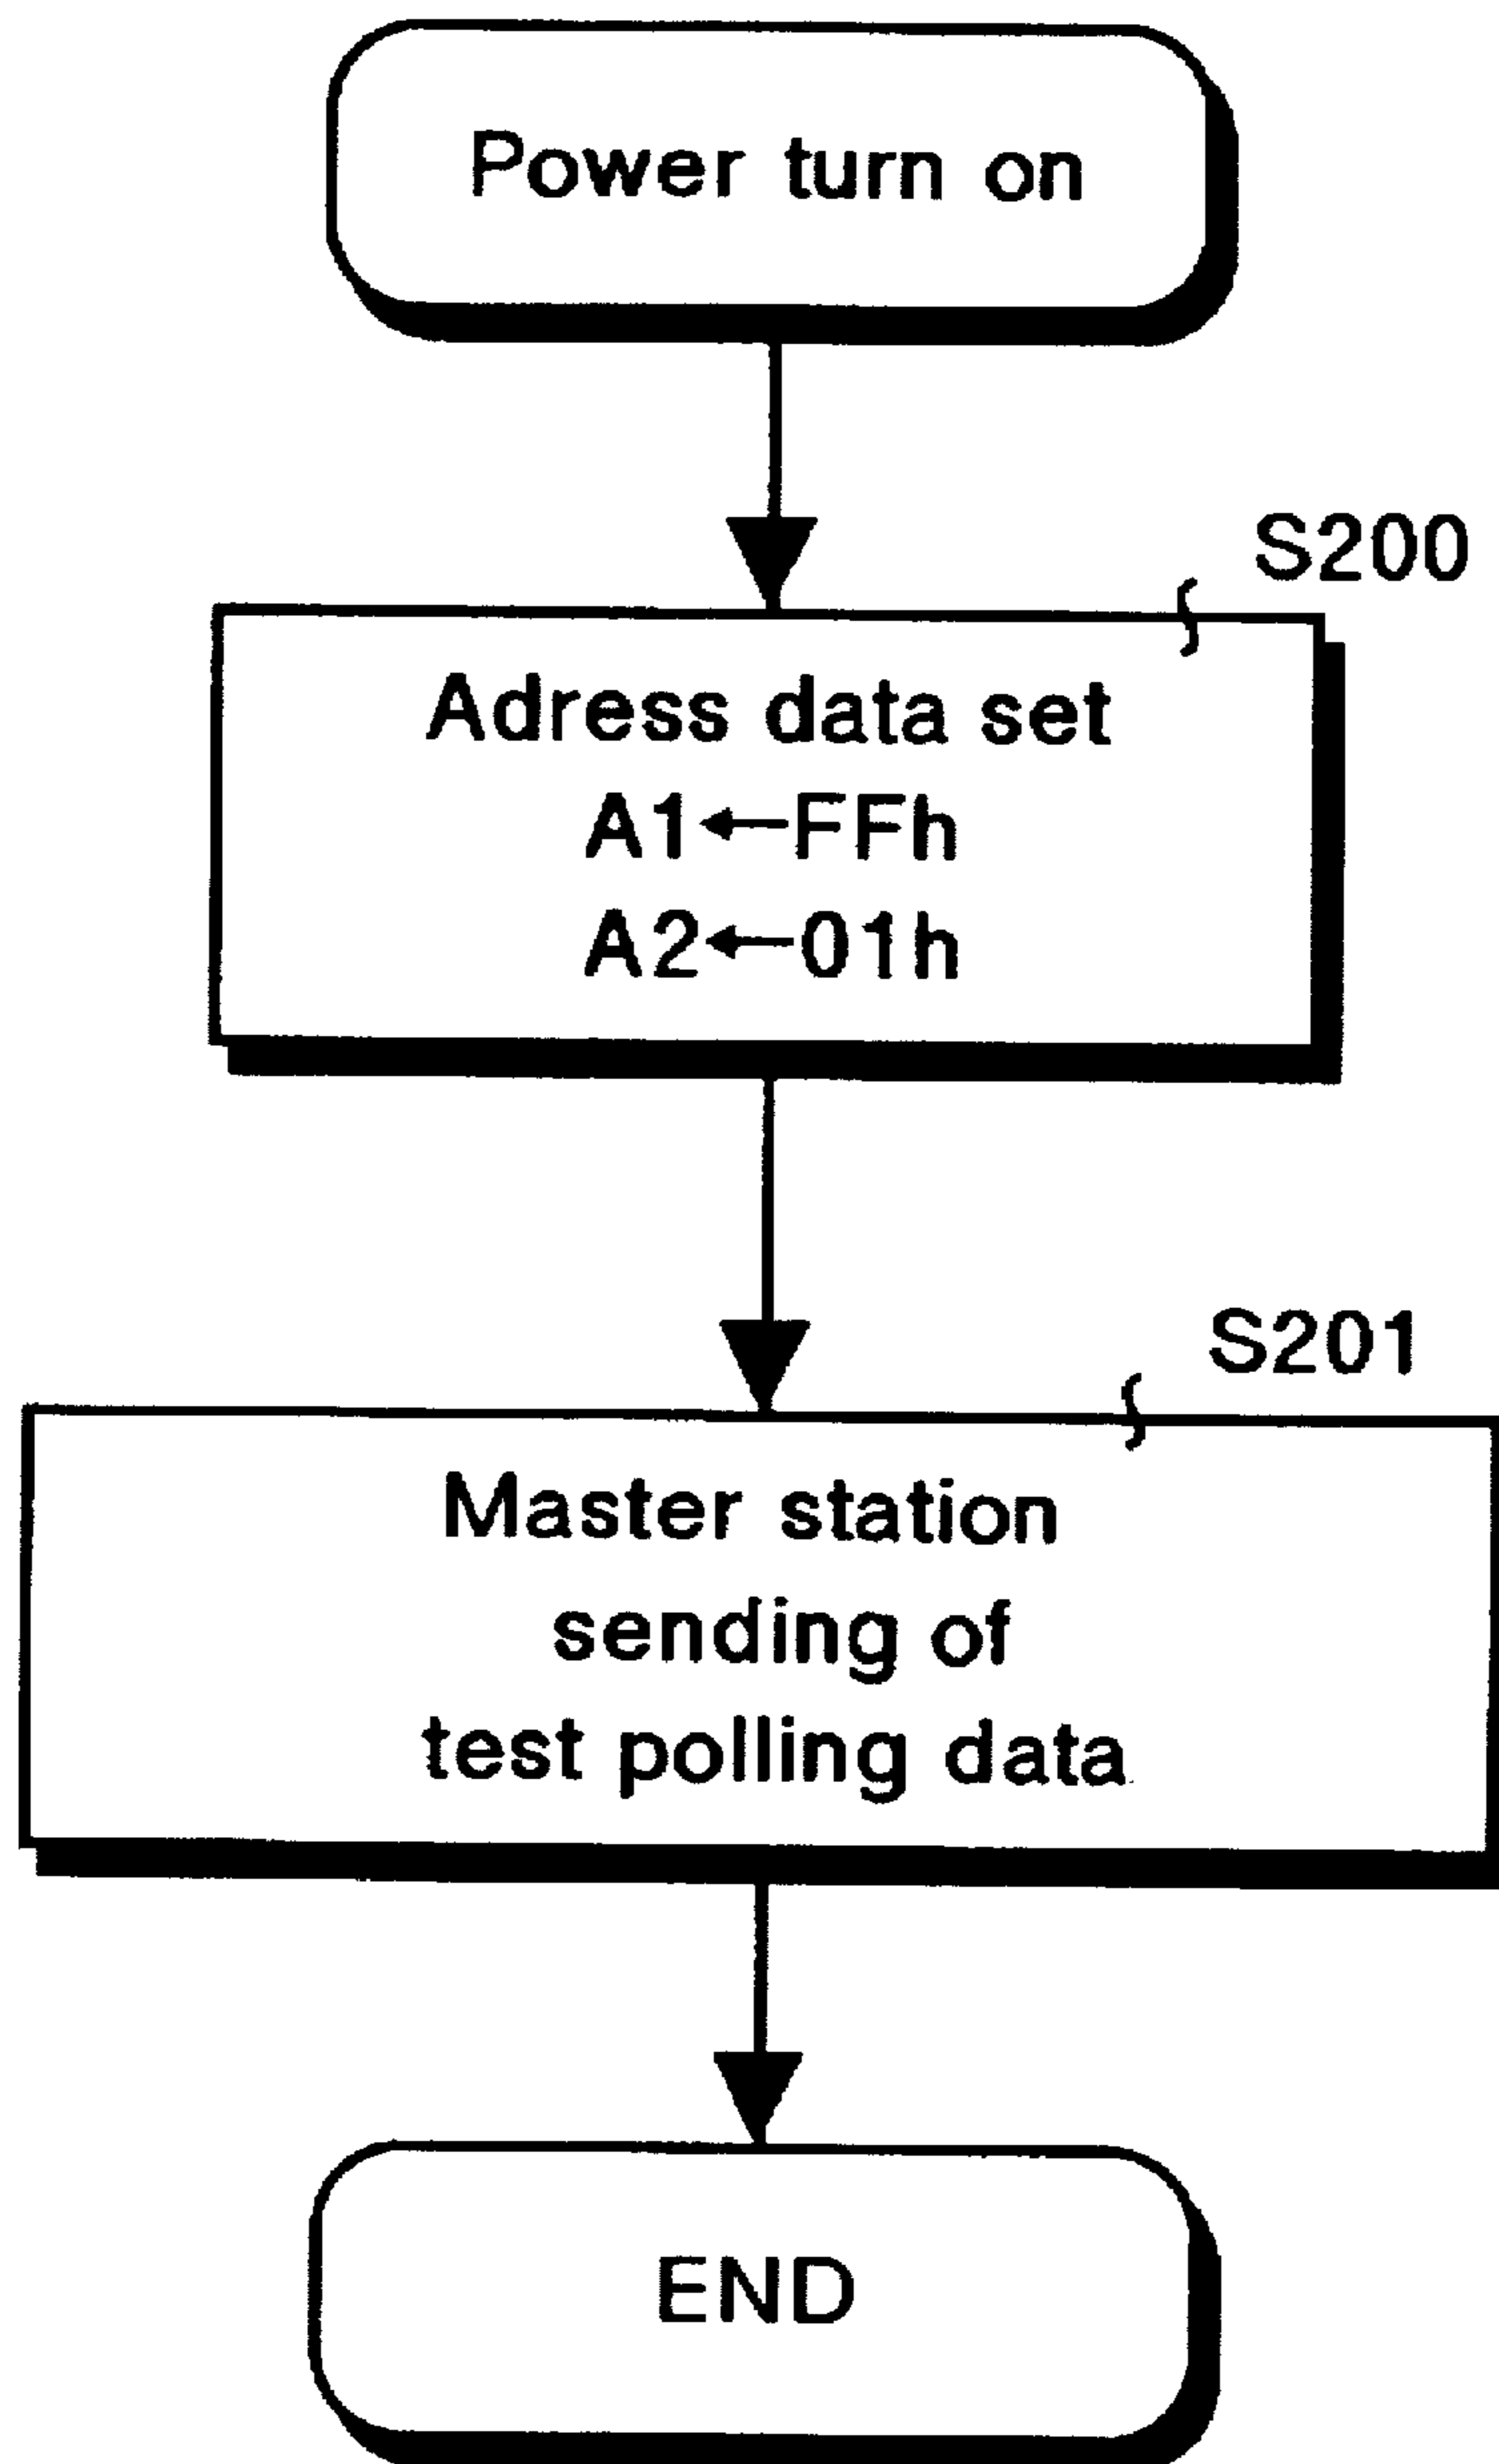 Power turn on
S200
Adress data set
A1←FFh
A2←01h
S201
Master station
sending of
test polling data
END